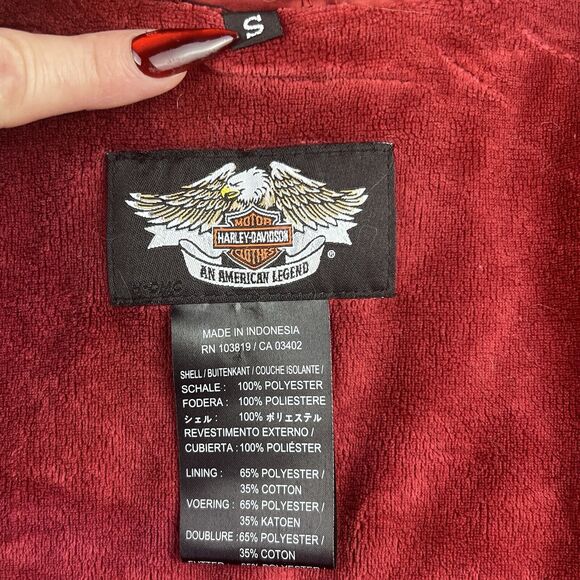 S
MOTOR
HARLEY-DAVIDSON
CLOTHES
AN AMERICAN LEGEND ®
MADE IN INDONESIA
RN 103819 / CA 03402
SHELL / BUITENKANT / COUCHE ISOLANTE /
SCHALE : 100% POLYESTER
FODERA : 100% POLIESTERE
シェル : 100% ポリエステル
REVESTIMENTO EXTERNO /
CUBIERTA :100% POLIÉSTER
LINING : 65% POLYESTER /
35% COTTON
VOERING : 65% POLYESTER /
35% KATOEN
DOUBLURE :65% POLYESTER /
35% COTON